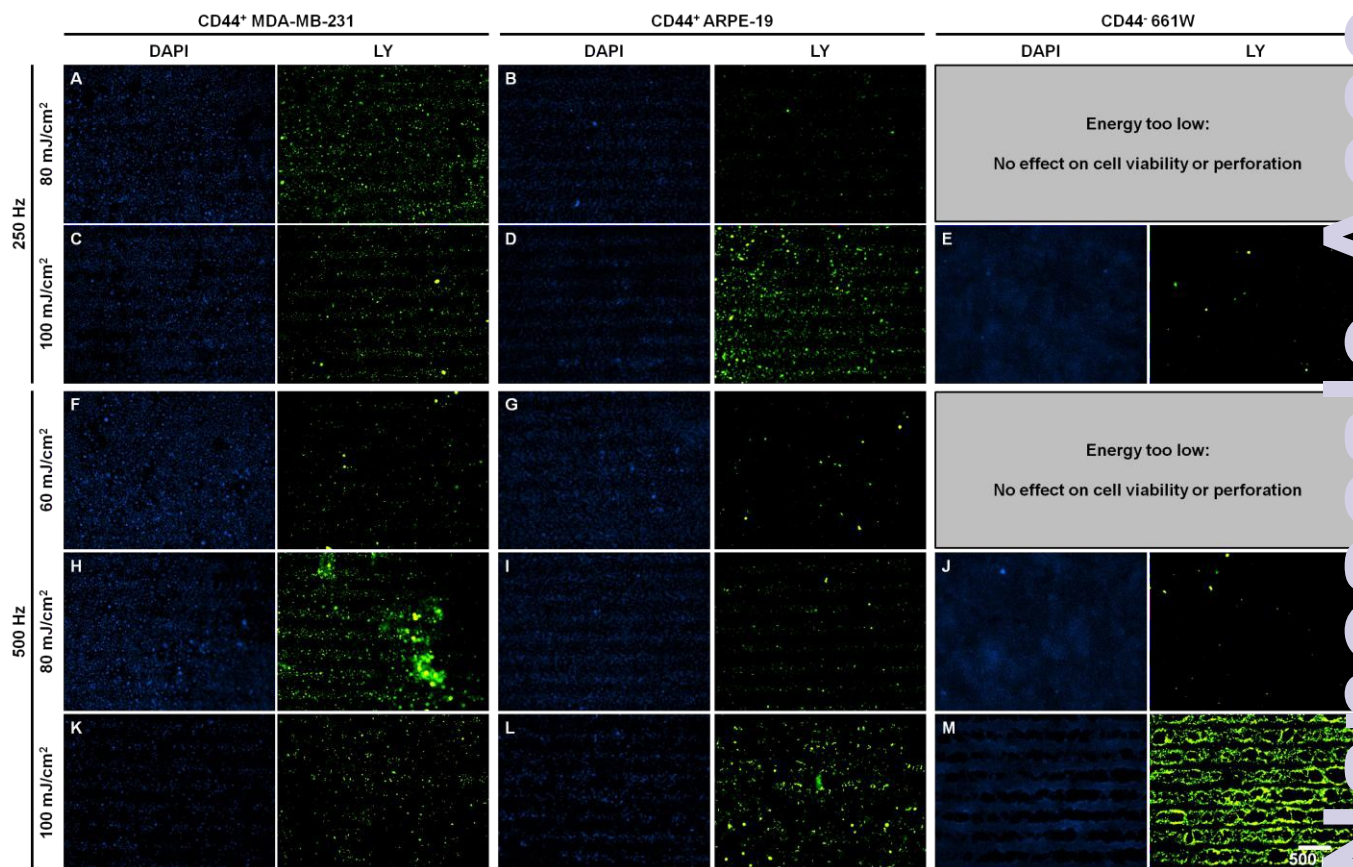 CD44⁺ MDA-MB-231 CD44⁺ ARPE-19 CD44⁻ 661W
DAPI LY DAPI LY DAPI LY
250 Hz
80 mJ/cm²
A B
Energy too low:
No effect on cell viability or perforation
100 mJ/cm²
C D E
500 Hz
60 mJ/cm²
F G
Energy too low:
No effect on cell viability or perforation
80 mJ/cm²
H I J
100 mJ/cm²
K L M
500